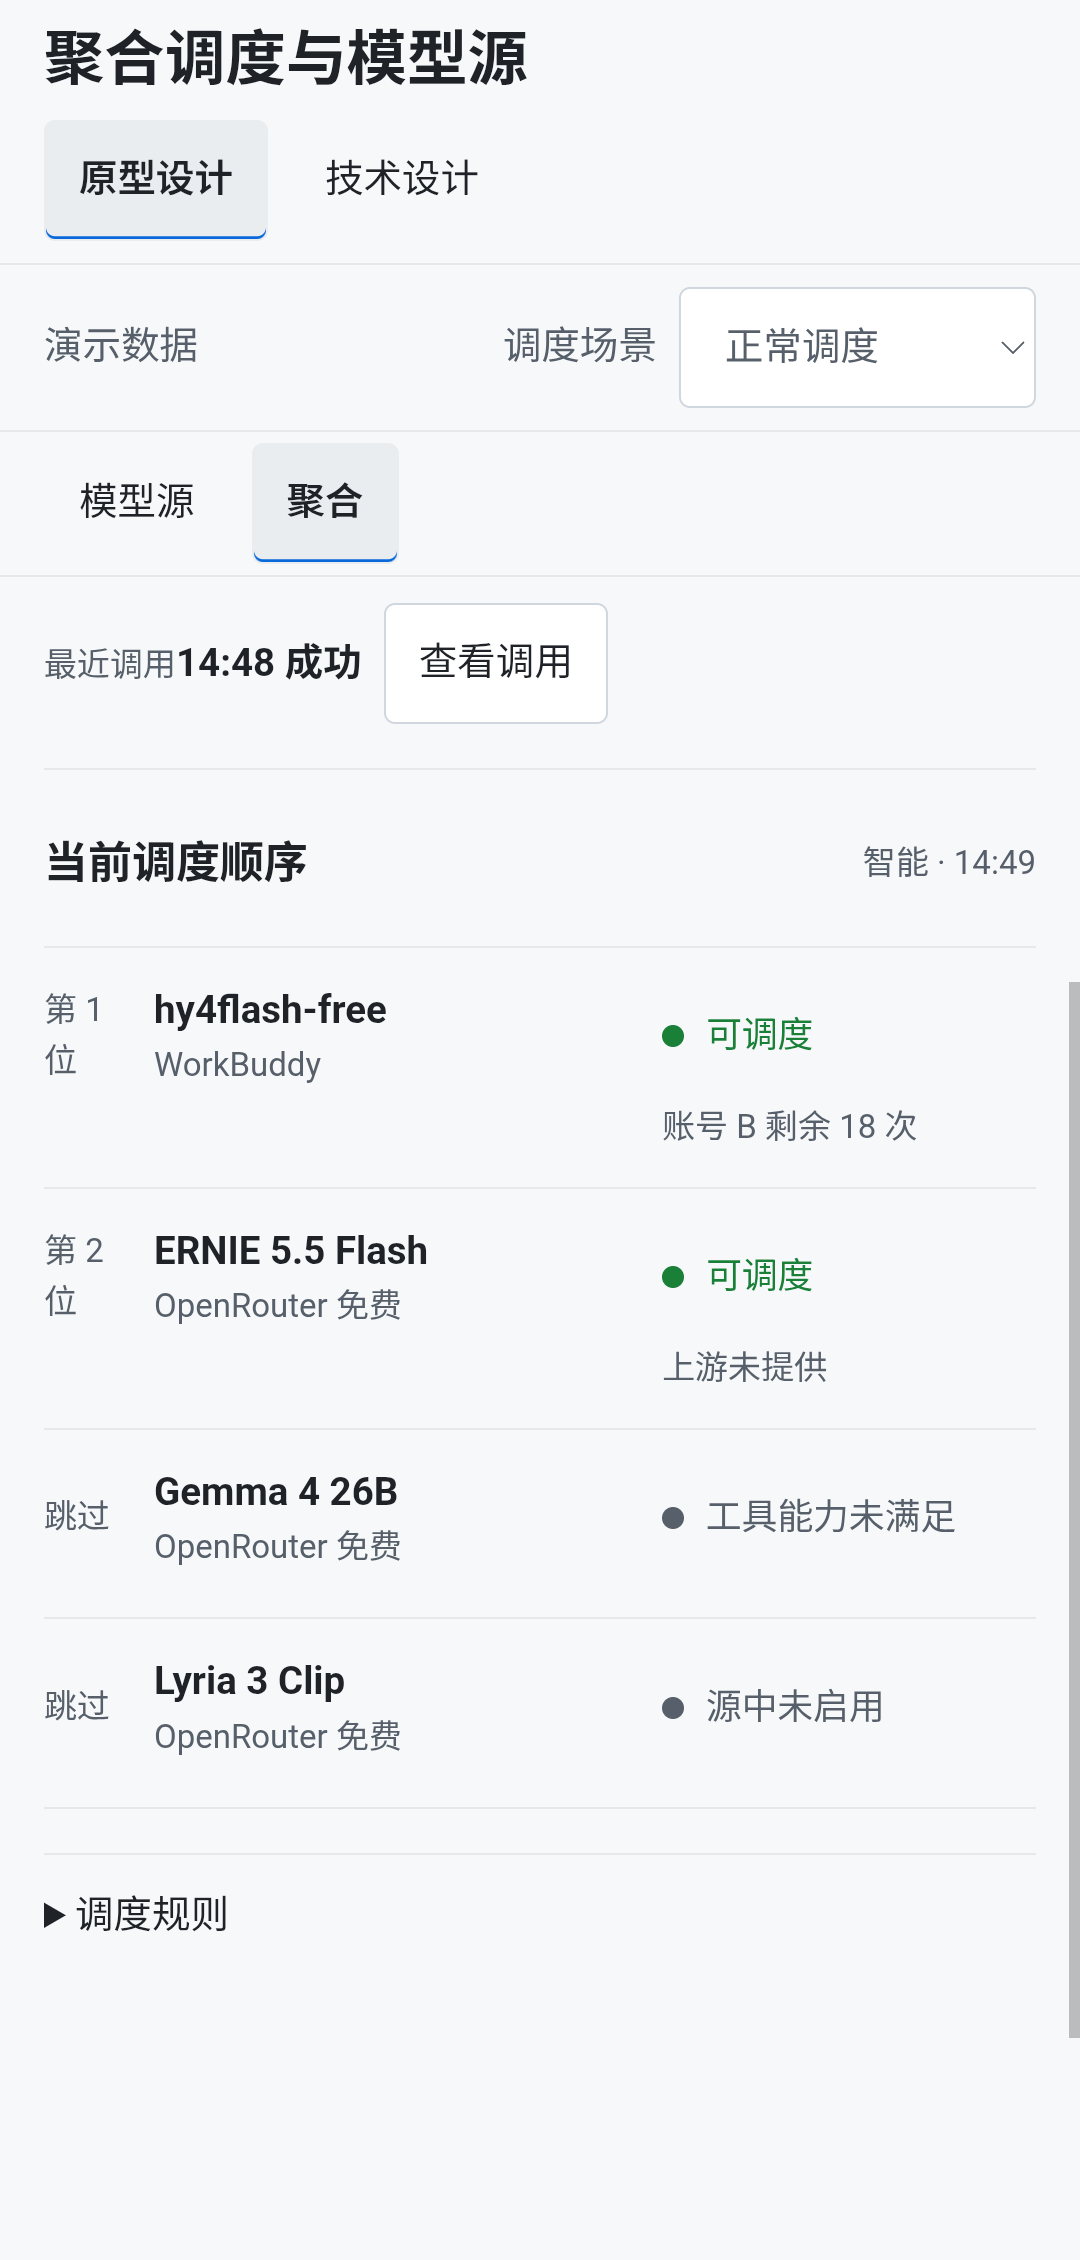 聚合调度与模型源
原型设计 技术设计
演示数据 调度场景 正常调度
模型源 聚合
最近调用14:48 成功 查看调用
当前调度顺序 智能 · 14:49
第 1 位 hy4flash-free
WorkBuddy
可调度
账号 B 剩余 18 次
第 2 位 ERNIE 5.5 Flash
OpenRouter 免费
可调度
上游未提供
跳过 Gemma 4 26B
OpenRouter 免费
工具能力未满足
跳过 Lyria 3 Clip
OpenRouter 免费
源中未启用
调度规则